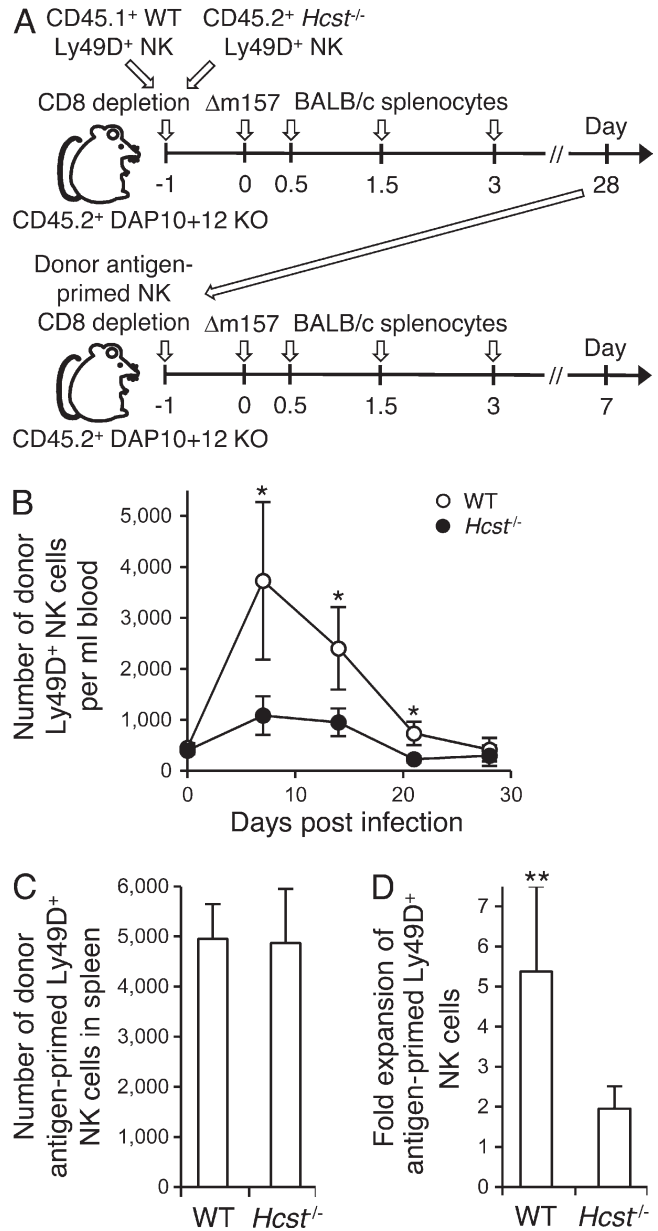 A
CD45.1+ WT CD45.2+ Hcst-/-
Ly49D+ NK Ly49D+ NK
CD8 depletion Δm157 BALB/c splenocytes
Day
-1 0 0.5 1.5 3 // 28
CD45.2+ DAP10+12 KO
Donor antigen-
primed NK
CD8 depletion Δm157 BALB/c splenocytes
Day
-1 0 0.5 1.5 3 // 7
CD45.2+ DAP10+12 KO
B
Number of donor
Ly49D+ NK cells
per ml blood
5,000
4,000
3,000
2,000
1,000
0
* * *
WT
Hcst-/-
0 10 20 30
Days post infection
C
Number of donor
antigen-primed Ly49D+
NK cells in spleen
6,000
5,000
4,000
3,000
2,000
1,000
0
WT Hcst-/-
D
Fold expansion of
antigen-primed Ly49D+
NK cells
7
6
5
4
3
2
1
0
**
WT Hcst-/-